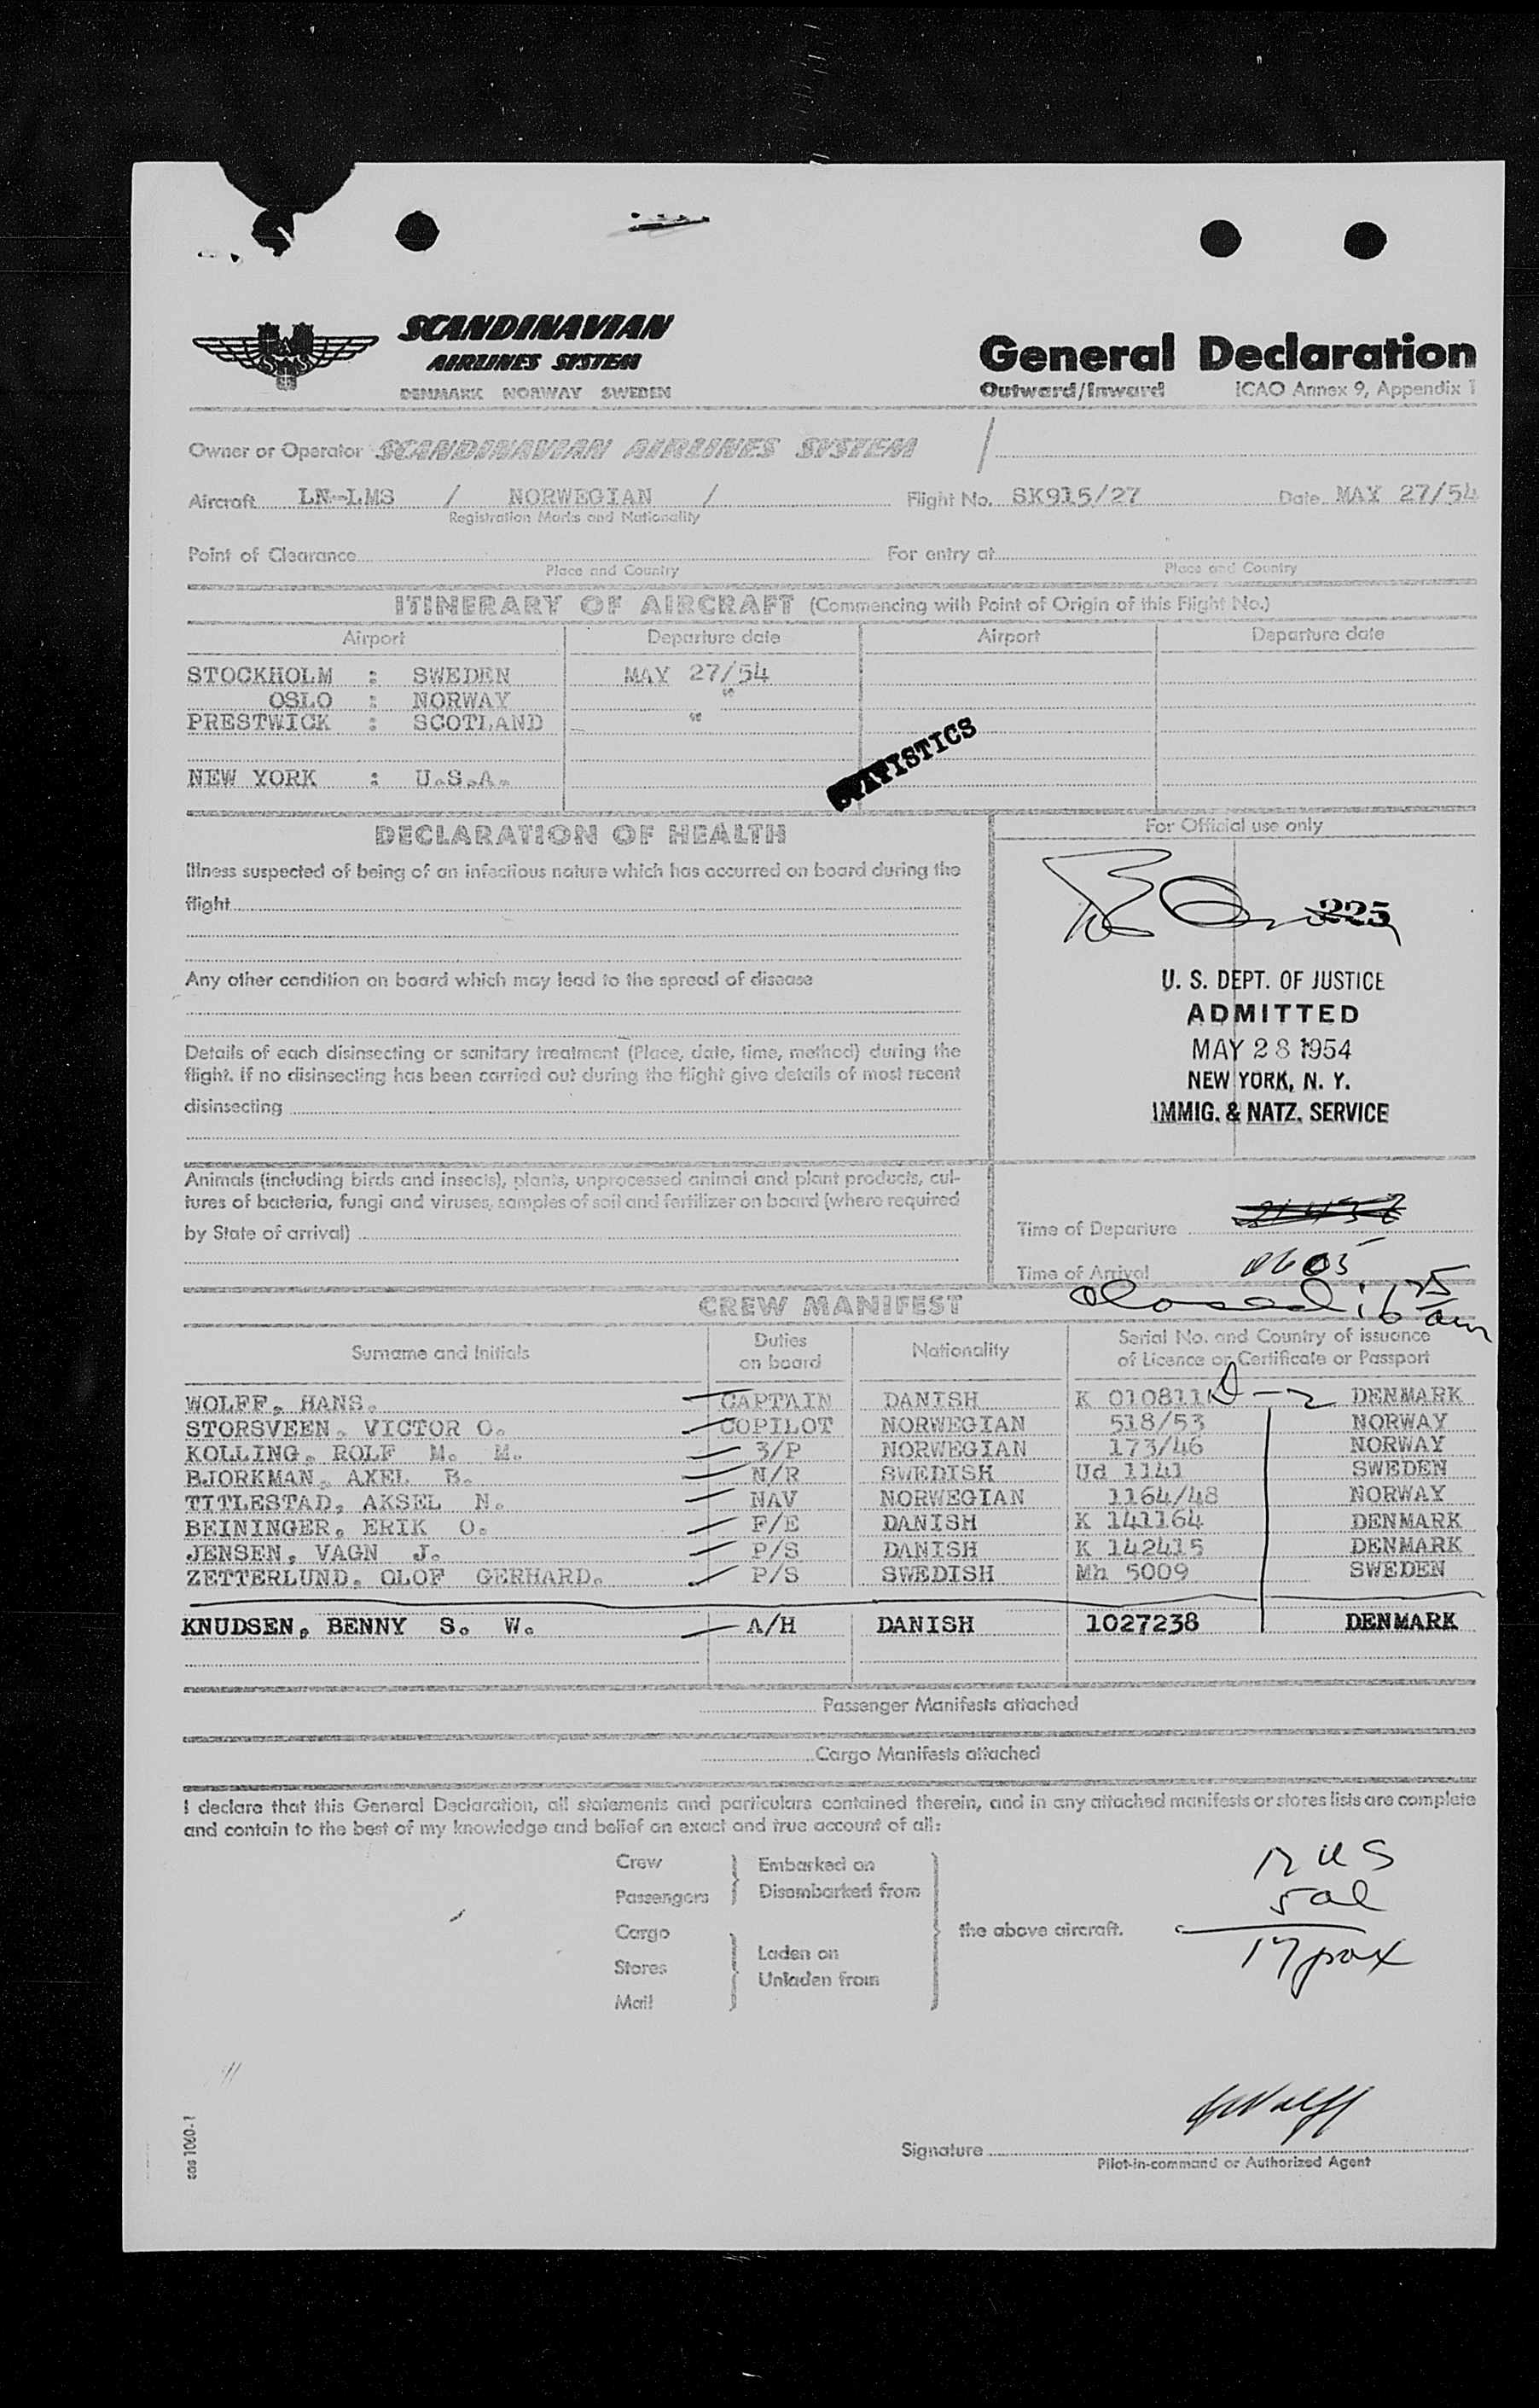 SCANDINAVIAN
AIRLINES SYSTEM
DENMARK NORWAY SWEDEN
General Declaration
Outward/Inward ICAO Annex 9, Appendix 1
Owner or Operator SCANDINAVIAN AIRLINES SYSTEM /
Aircraft LN-LMS / NORWEGIAN / Flight No. SK915/27 Date MAY 27/54
Registration Marks and Nationality
Point of Clearance For entry at
Place and Country Place and Country
ITINERARY OF AIRCRAFT (Commencing with Point of Origin of this Flight No.)
Airport Departure date Airport Departure date
STOCKHOLM : SWEDEN MAY 27/54
OSLO : NORWAY "
PRESTWICK : SCOTLAND "
STATISTICS
NEW YORK : U.S.A.
DECLARATION OF HEALTH
For Official use only
Illness suspected of being of an infectious nature which has occurred on board during the
flight
225
Any other condition on board which may lead to the spread of disease
U. S. DEPT. OF JUSTICE
ADMITTED
MAY 28 1954
NEW YORK, N. Y.
IMMIG. & NATZ. SERVICE
Details of each disinsecting or sanitary treatment (Place, date, time, method) during the
flight. If no disinsecting has been carried out during the flight give details of most recent
disinsecting
Animals (including birds and insects), plants, unprocessed animal and plant products, cul-
tures of bacteria, fungi and viruses, samples of soil and fertilizer on board (where required
by State of arrival)
Time of Departure
Time of Arrival 0605
CREW MANIFEST
Closed
Surname and Initials Duties on board Nationality Serial No. and Country of issuance of Licence or Certificate or Passport
WOLFF, HANS. CAPTAIN DANISH K 010811 DENMARK
STORSVEEN, VICTOR O. COPILOT NORWEGIAN 518/53 NORWAY
KOLLING, ROLF M. M. 3/P NORWEGIAN 173/46 NORWAY
BJORKMAN, AXEL B. N/R SWEDISH Ud 1141 SWEDEN
TITLESTAD, AKSEL N. NAV NORWEGIAN 1164/48 NORWAY
BEININGER, ERIK O. F/E DANISH K 141164 DENMARK
JENSEN, VAGN J. P/S DANISH K 142415 DENMARK
ZETTERLUND, OLOF GERHARD. P/S SWEDISH Mh 5009 SWEDEN
KNUDSEN, BENNY S. W. A/H DANISH 1027238 DENMARK
Passenger Manifests attached
Cargo Manifests attached
I declare that this General Declaration, all statements and particulars contained therein, and in any attached manifests or stores lists are complete
and contain to the best of my knowledge and belief an exact and true account of all:
Crew
Passengers
Embarked on
Disembarked from
Cargo
Stores
Mail
Laden on
Unladen from
the above aircraft.
12 US
5 al
17 pax
HWolff
Signature
Pilot-in-command or Authorized Agent
sas 1060-1